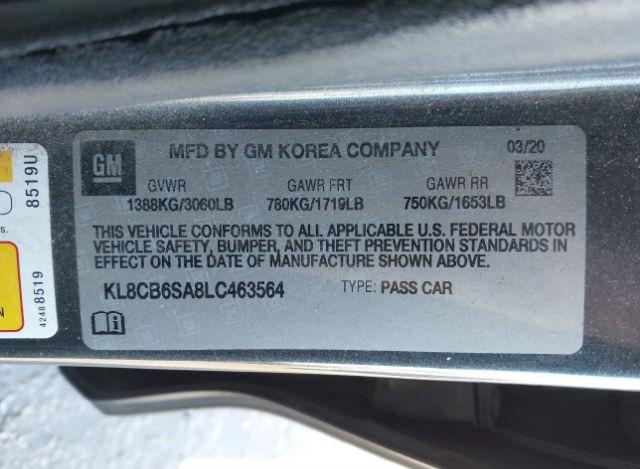 GM
MFD BY GM KOREA COMPANY
03/20
GVWR GAWR FRT GAWR RR
1388KG/3060LB 780KG/1719LB 750KG/1653LB
THIS VEHICLE CONFORMS TO ALL APPLICABLE U.S. FEDERAL MOTOR
VEHICLE SAFETY, BUMPER, AND THEFT PREVENTION STANDARDS IN
EFFECT ON THE DATE OF MANUFACTURE SHOWN ABOVE.
KL8CB6SA8LC463564 TYPE: PASS CAR
8519U
42488519
s.
N